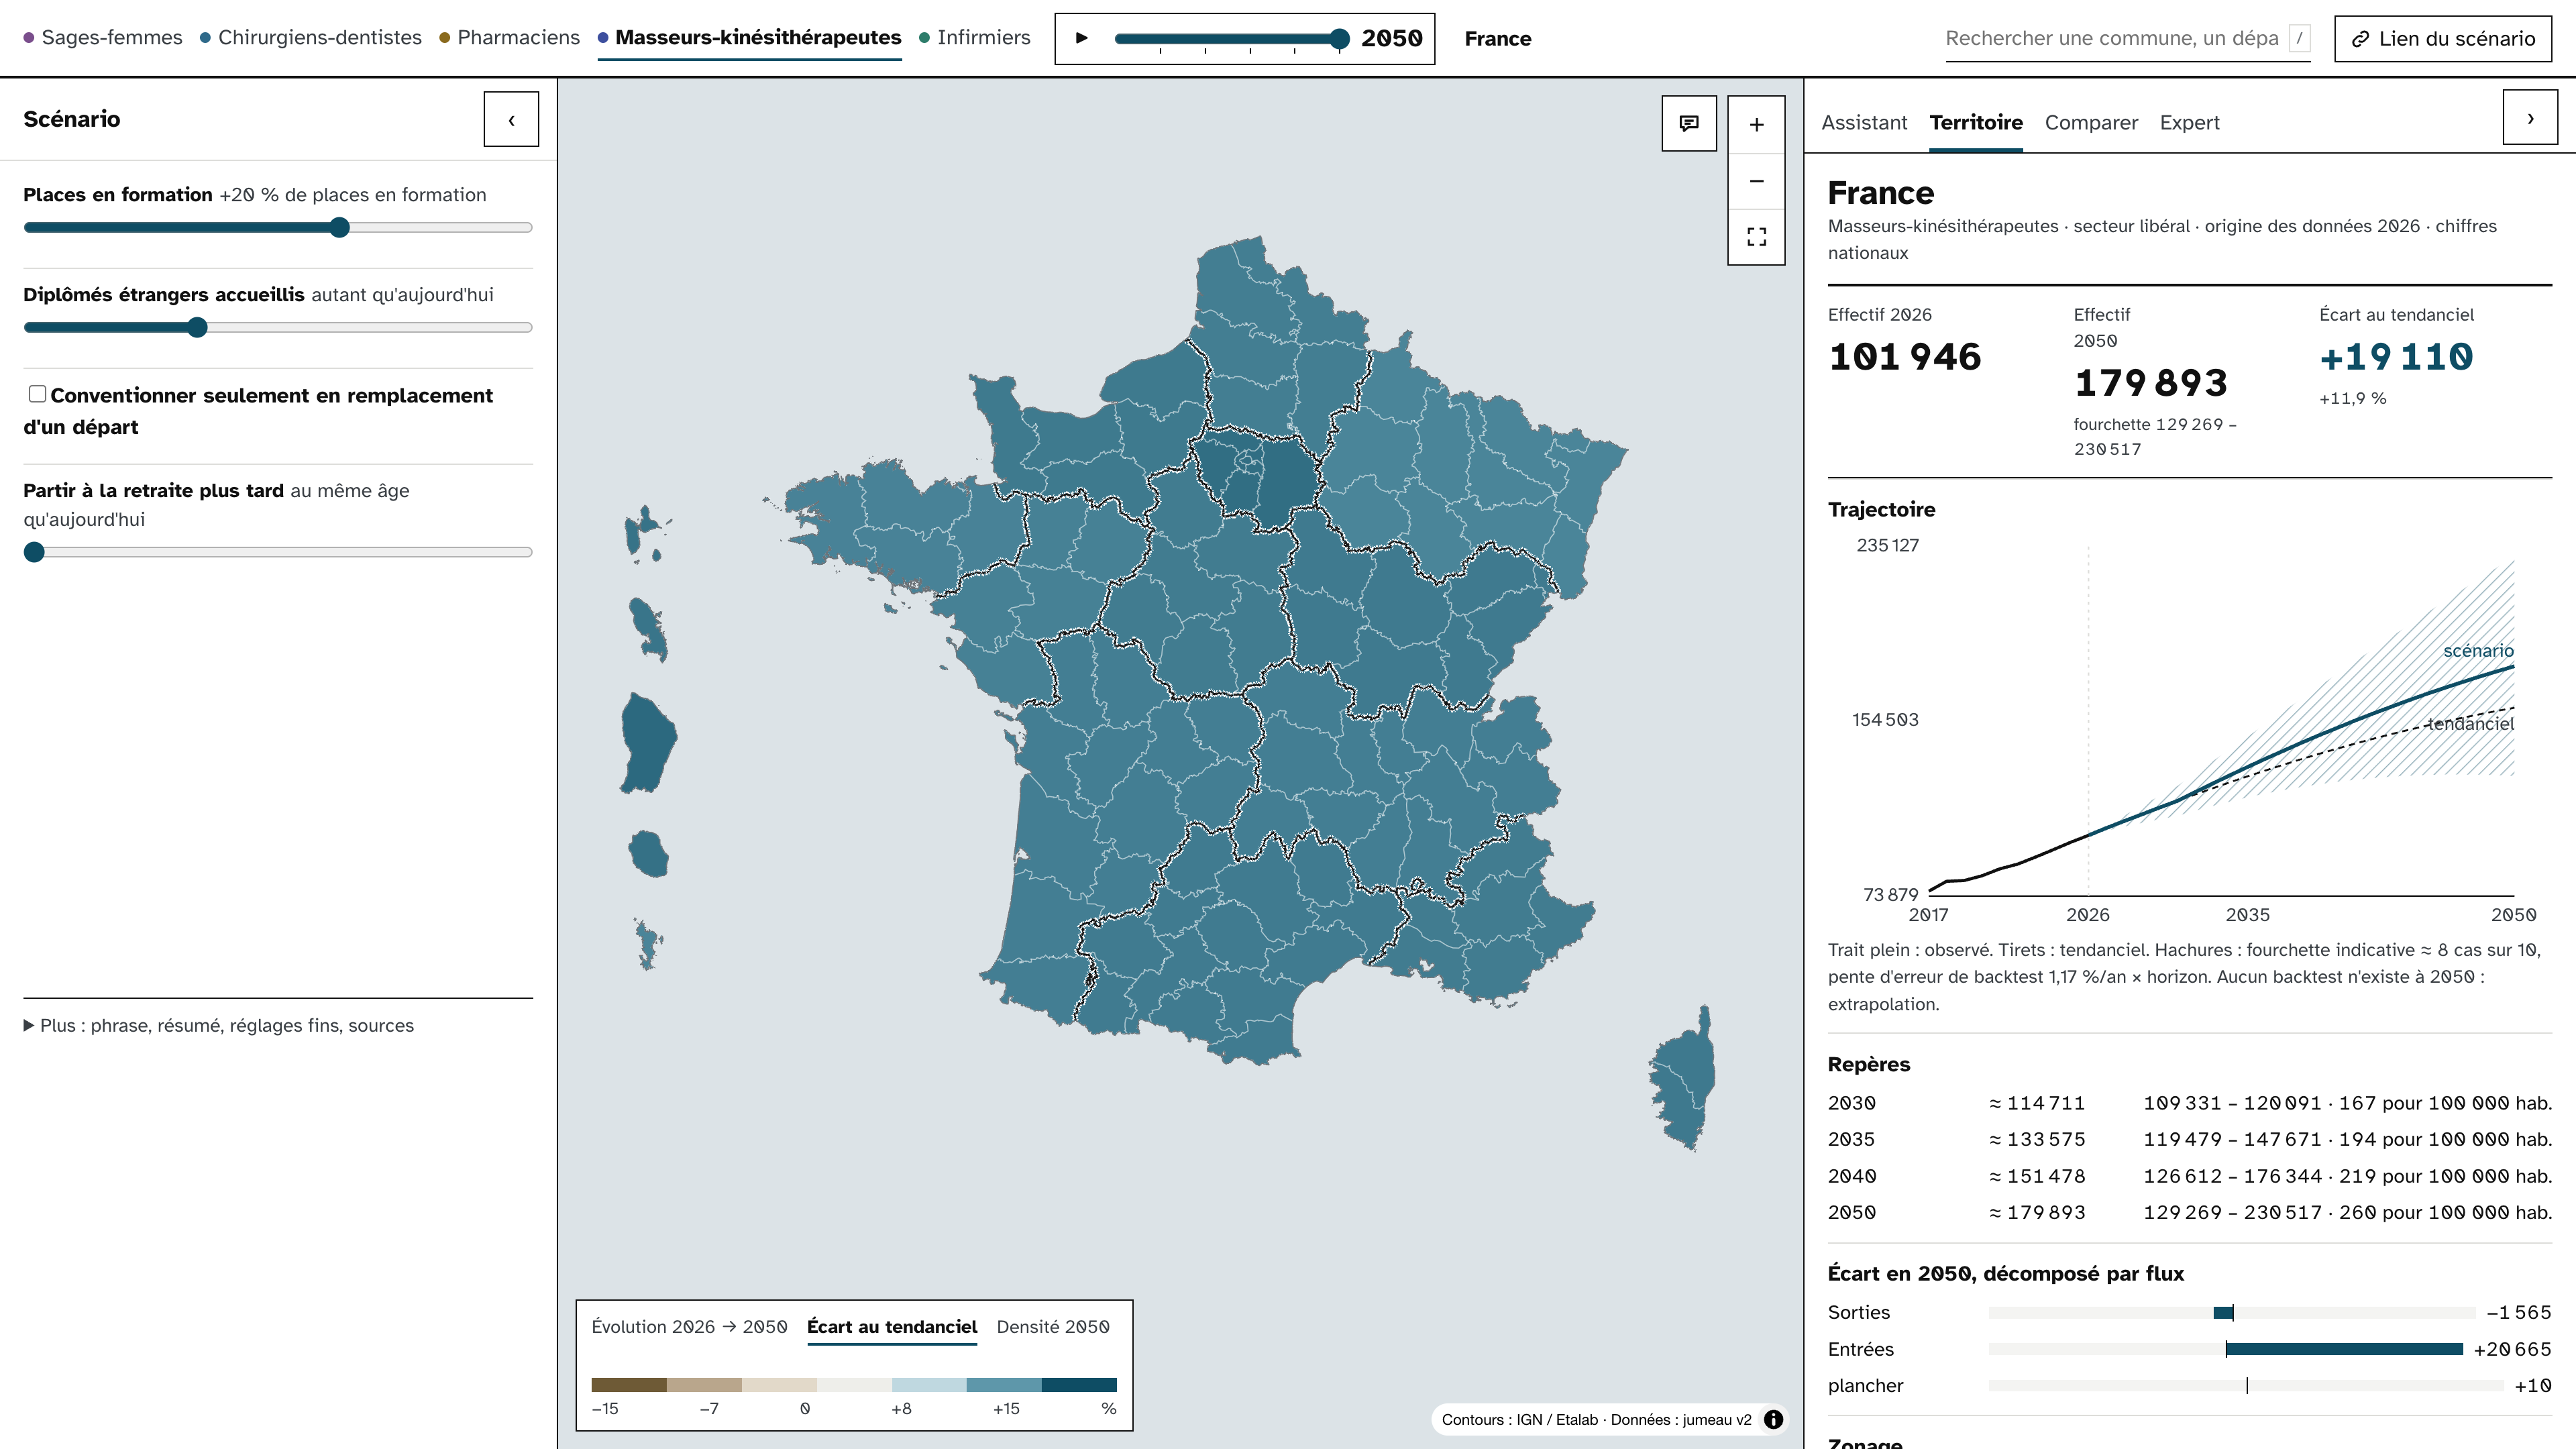 Sages-femmes Chirurgiens-dentistes Pharmaciens Masseurs-kinésithérapeutes Infirmiers 2050 France Rechercher une commune, un dépa / Lien du scénario
Scénario
Places en formation +20 % de places en formation
Diplômés étrangers accueillis autant qu'aujourd'hui
Conventionner seulement en remplacement
d'un départ
Partir à la retraite plus tard au même âge
qu'aujourd'hui
Plus : phrase, résumé, réglages fins, sources
Évolution 2026 → 2050 Écart au tendanciel Densité 2050
−15 −7 0 +8 +15 %
Contours : IGN / Etalab · Données : jumeau v2
Assistant Territoire Comparer Expert
France
Masseurs-kinésithérapeutes · secteur libéral · origine des données 2026 · chiffres
nationaux
Effectif 2026
101 946
Effectif
2050
179 893
fourchette 129 269 –
230 517
Écart au tendanciel
+19 110
+11,9 %
Trajectoire
235 127
scénario
154 503
tendanciel
73 879
2017 2026 2035 2050
Trait plein : observé. Tirets : tendanciel. Hachures : fourchette indicative ≈ 8 cas sur 10,
pente d'erreur de backtest 1,17 %/an × horizon. Aucun backtest n'existe à 2050 :
extrapolation.
Repères
2030 ≈ 114 711 109 331 – 120 091 · 167 pour 100 000 hab.
2035 ≈ 133 575 119 479 – 147 671 · 194 pour 100 000 hab.
2040 ≈ 151 478 126 612 – 176 344 · 219 pour 100 000 hab.
2050 ≈ 179 893 129 269 – 230 517 · 260 pour 100 000 hab.
Écart en 2050, décomposé par flux
Sorties −1 565
Entrées +20 665
plancher +10
Zonage